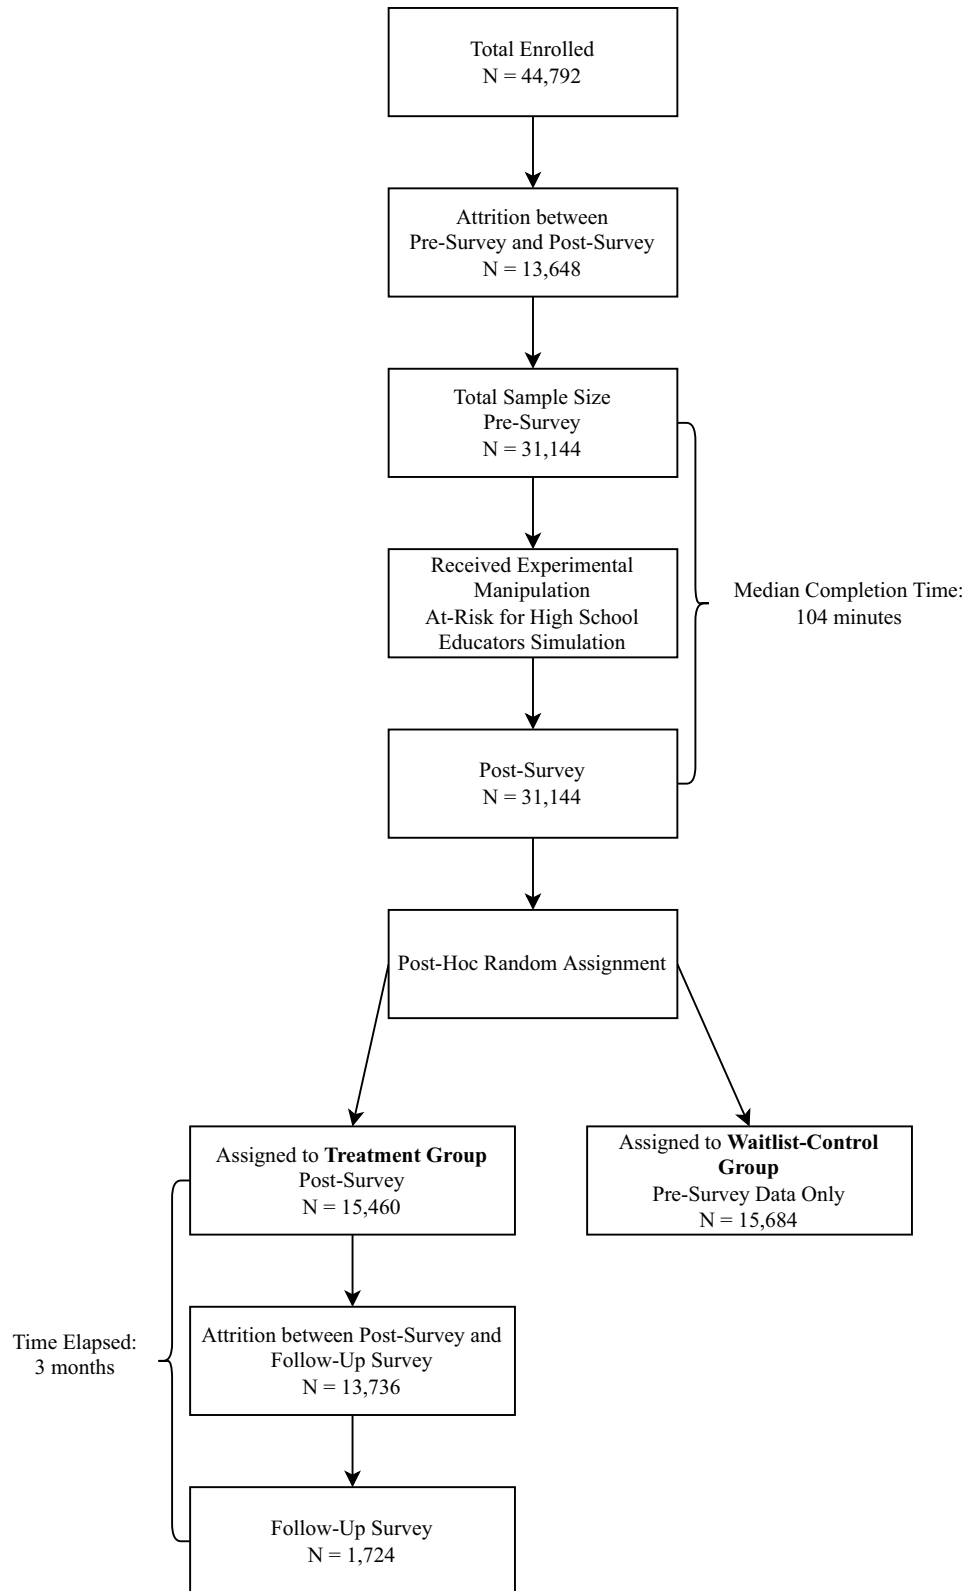 Total Enrolled
N = 44,792
Attrition between
Pre-Survey and Post-Survey
N = 13,648
Total Sample Size
Pre-Survey
N = 31,144
Received Experimental
Manipulation
At-Risk for High School
Educators Simulation
Median Completion Time:
104 minutes
Post-Survey
N = 31,144
Post-Hoc Random Assignment
Assigned to Treatment Group
Post-Survey
N = 15,460
Assigned to Waitlist-Control
Group
Pre-Survey Data Only
N = 15,684
Time Elapsed:
3 months
Attrition between Post-Survey and
Follow-Up Survey
N = 13,736
Follow-Up Survey
N = 1,724